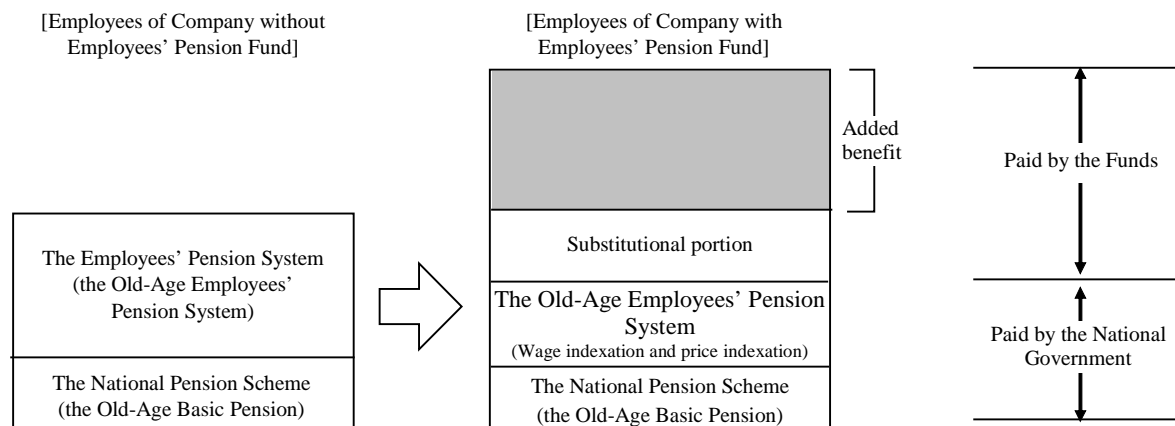 [Employees of Company without
Employees’ Pension Fund]
[Employees of Company with
Employees’ Pension Fund]
Added
benefit
Paid by the Funds
The Employees’ Pension System
(the Old-Age Employees’
Pension System)
Substitutional portion
The Old-Age Employees’ Pension
System
(Wage indexation and price indexation)
Paid by the National
Government
The National Pension Scheme
(the Old-Age Basic Pension)
The National Pension Scheme
(the Old-Age Basic Pension)